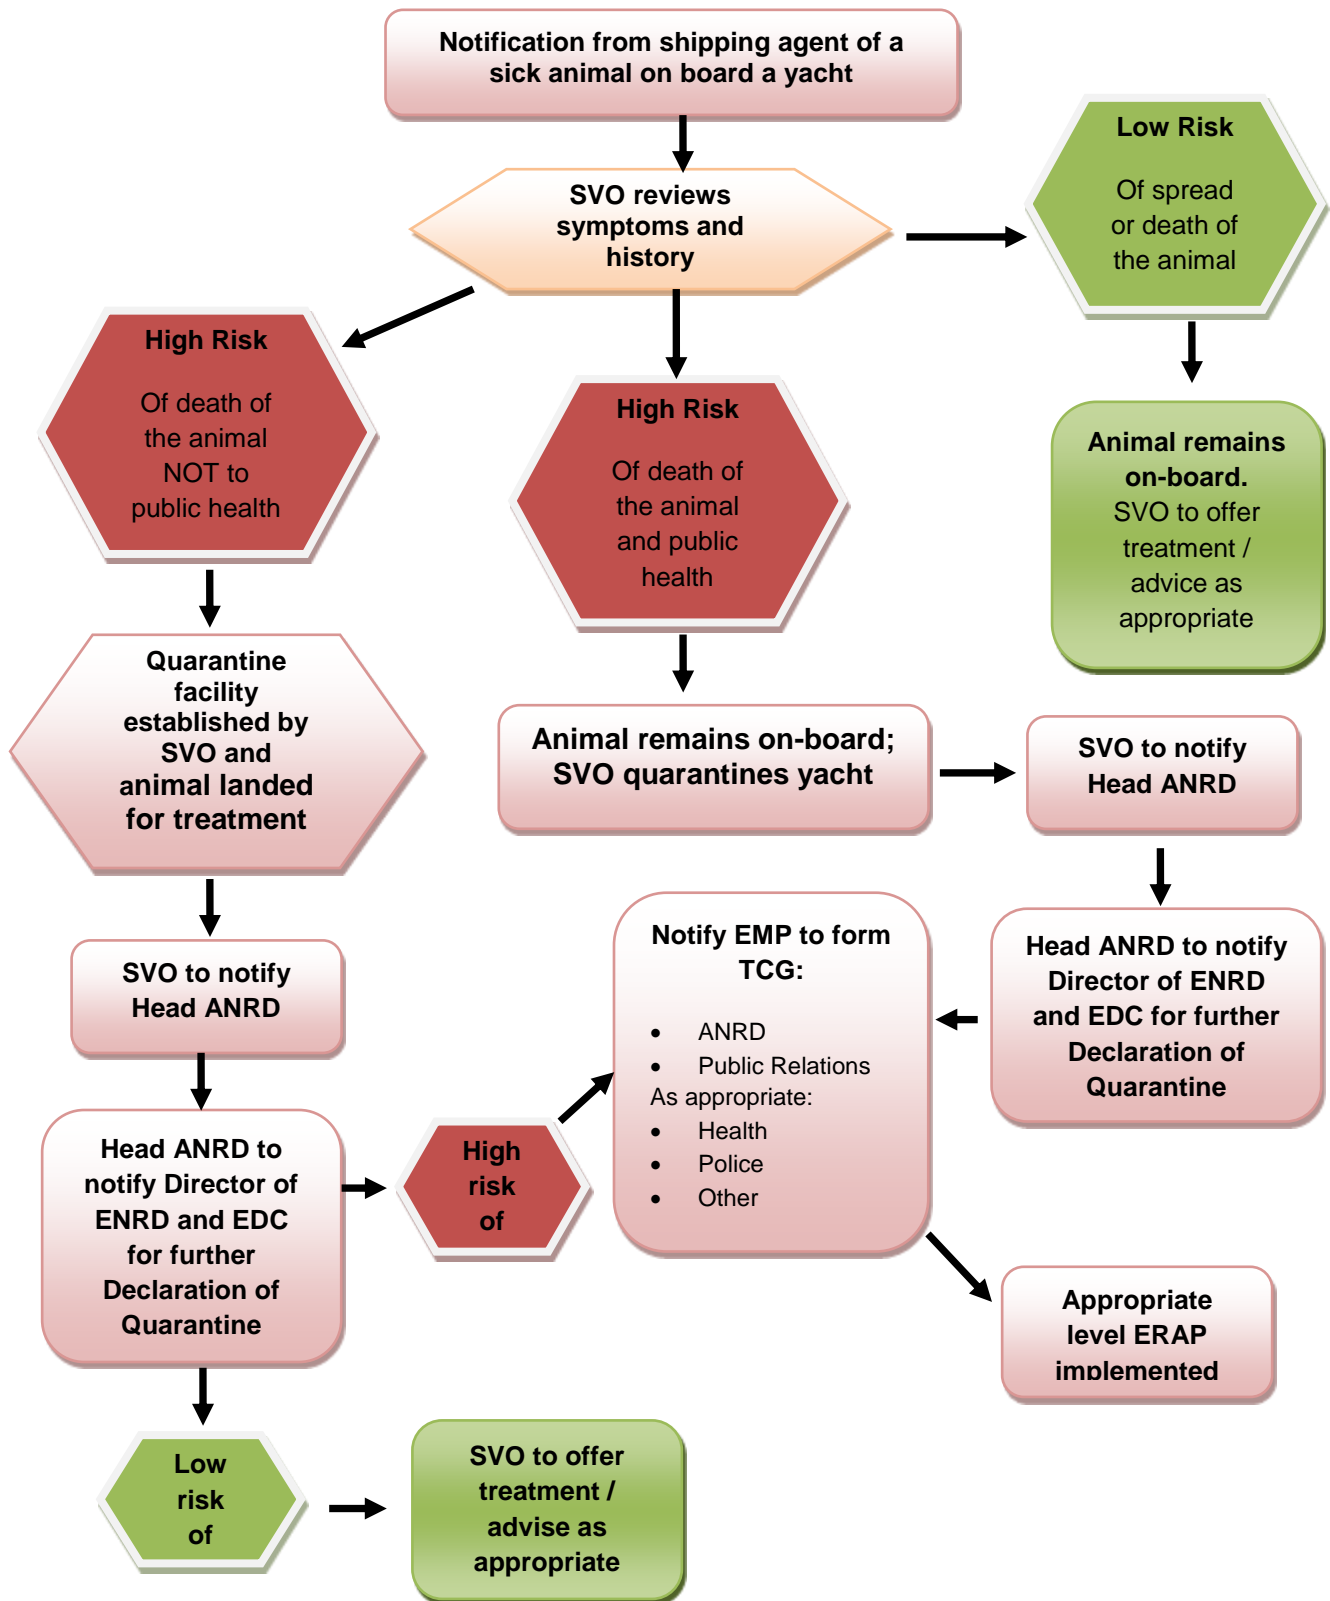 Notification from shipping agent of a
sick animal on board a yacht
Low Risk
Of spread
or death of
the animal
SVO reviews
symptoms and
history
High Risk
Of death of
the animal
NOT to
public health
High Risk
Of death of
the animal
and public
health
Animal remains
on-board.
SVO to offer
treatment /
advice as
appropriate
Quarantine
facility
established by
SVO and
animal landed
for treatment
Animal remains on-board;
SVO quarantines yacht
SVO to notify
Head ANRD
SVO to notify
Head ANRD
Notify EMP to form
TCG:
• ANRD
• Public Relations
As appropriate:
• Health
• Police
• Other
Head ANRD to notify
Director of ENRD
and EDC for further
Declaration of
Quarantine
Head ANRD to
notify Director of
ENRD and EDC
for further
Declaration of
Quarantine
High
risk
of
Appropriate
level ERAP
implemented
Low
risk
of
SVO to offer
treatment /
advise as
appropriate